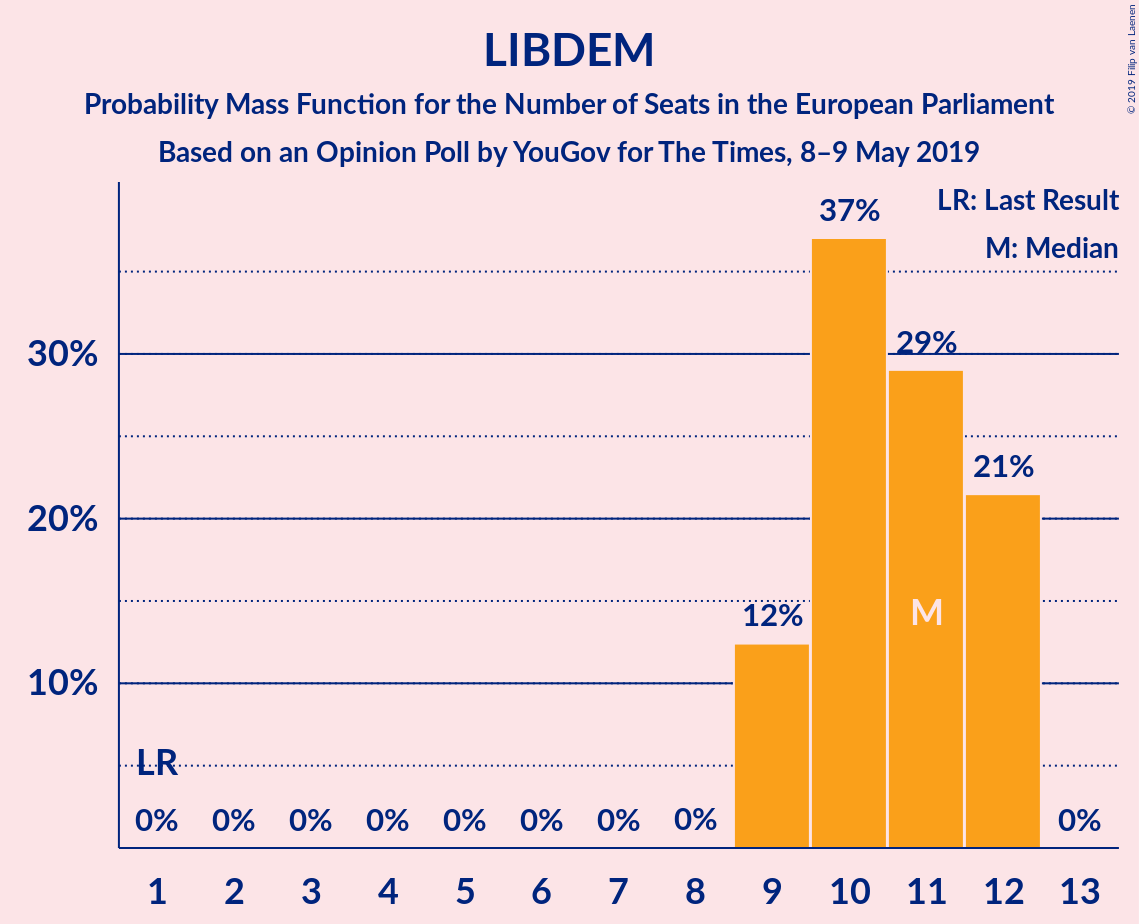 LIBDEM
Probability Mass Function for the Number of Seats in the European Parliament
Based on an Opinion Poll by YouGov for The Times, 8–9 May 2019
© 2019 Filip van Laenen
LR: Last Result
M: Median
37%
30%
29%
21%
20%
12%
M
10%
LR
0% 0% 0% 0% 0% 0% 0% 0% 0%
1 2 3 4 5 6 7 8 9 10 11 12 13